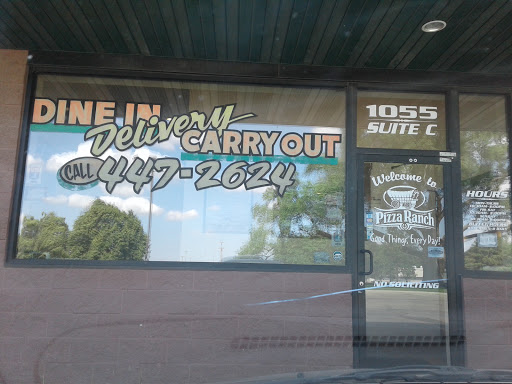 DINE IN
Delivery
CARRY OUT
CALL 447-2624
1055
SUITE C
Welcome to
Pizza Ranch
Good Things, Every Day!
NO SOLICITING
HOURS